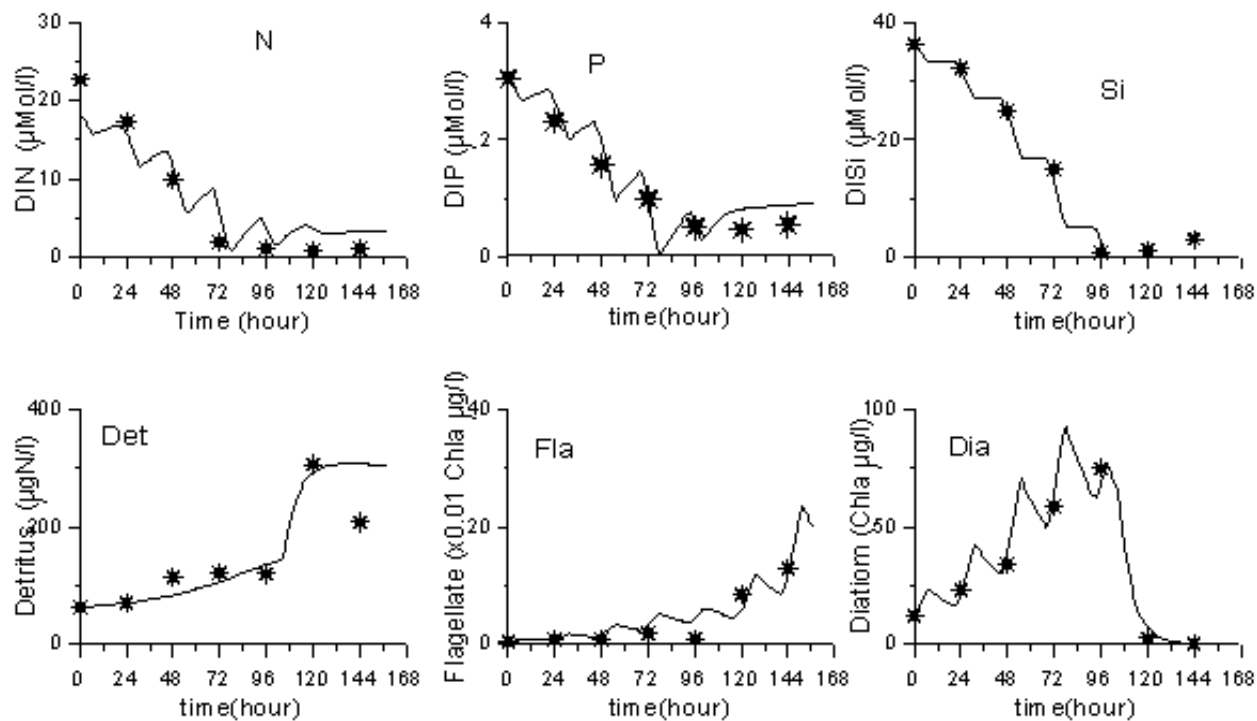 N
DIN (µMol/l)
30
20
10
0
0 24 48 72 96 120 144 168
Time (hour)
P
DIP (µMol/l)
4
2
0
0 24 48 72 96 120 144 168
time(hour)
Si
DISi (µMol/l)
40
20
0
0 24 48 72 96 120 144 168
time(hour)
Det
Detritus (µgN/l)
400
300
200
0
0 24 48 72 96 120 144 168
time(hour)
Fla
Flagellate (x0.01 Chla µg/l)
40
20
0
0 24 48 72 96 120 144 168
time(hour)
Dia
Diatiom (Chla µg/l)
100
50
0
0 24 48 72 96 120 144 168
time(hour)